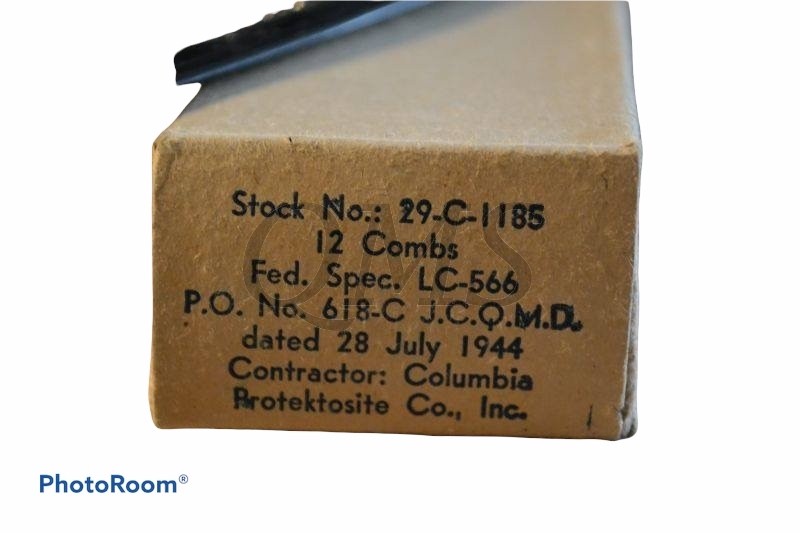 Stock No.: 29-C-1185
12 Combs
Fed. Spec. LC-566
P.O. No. 618-C J.C.Q.M.D.
dated 28 July 1944
Contractor: Columbia
Protektosite Co., Inc.
QMS
PhotoRoom®